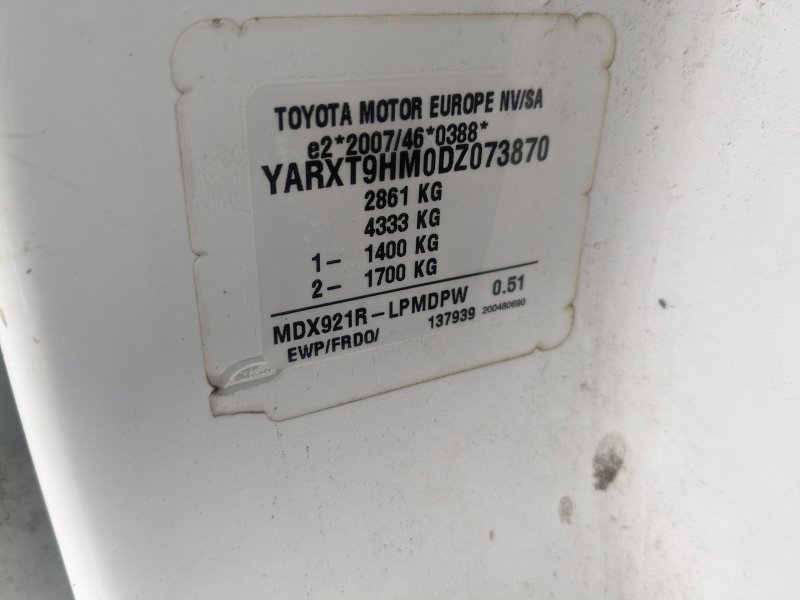 TOYOTA MOTOR EUROPE NV/SA
e2*2007/46*0388*
YARXT9HM0DZ073870
2861 KG
4333 KG
1- 1400 KG
2- 1700 KG
MDX921R-LPMDPW 0.51
EWP/FRDO/ 137939 200480690